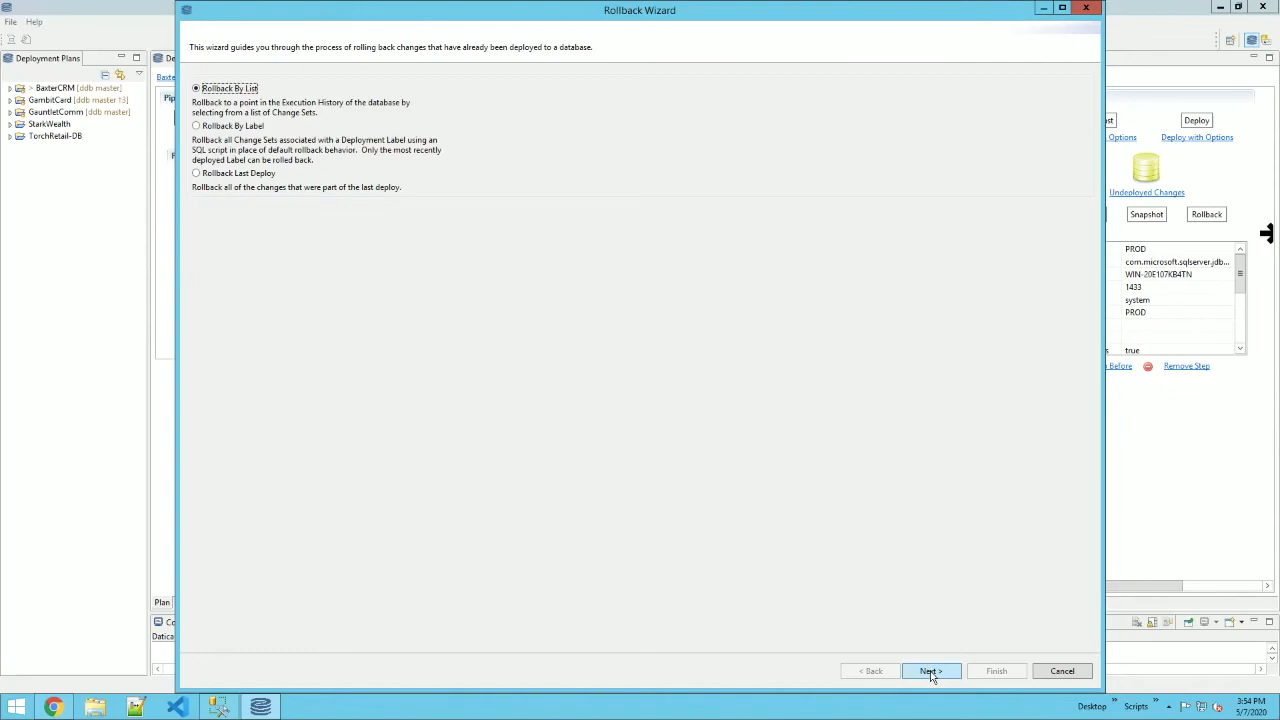 Rollback Wizard
File Help
This wizard guides you through the process of rolling back changes that have already been deployed to a database.
Deployment Plans
> BaxterCRM [ddb master]
GambitCard [ddb master 13]
GauntletComm [ddb master]
StarkWealth
TorchRetail-DB
De
Baxte
Pip
Rollback By List
Rollback to a point in the Execution History of the database by
selecting from a list of Change Sets.
Rollback By Label
Rollback all Change Sets associated with a Deployment Label using an
SQL script in place of default rollback behavior. Only the most recently
deployed Label can be rolled back.
Rollback Last Deploy
Rollback all of the changes that were part of the last deploy.
Deploy
Options Deploy with Options
Undeployed Changes
Snapshot Rollback
PROD
com.microsoft.sqlserver.jdb...
WIN-20E107KB4TN
1433
system
PROD
s true
Before Remove Step
Plan
Co
Datica
< Back Next > Finish Cancel
Desktop » Scripts »
3:54 PM
5/7/2020